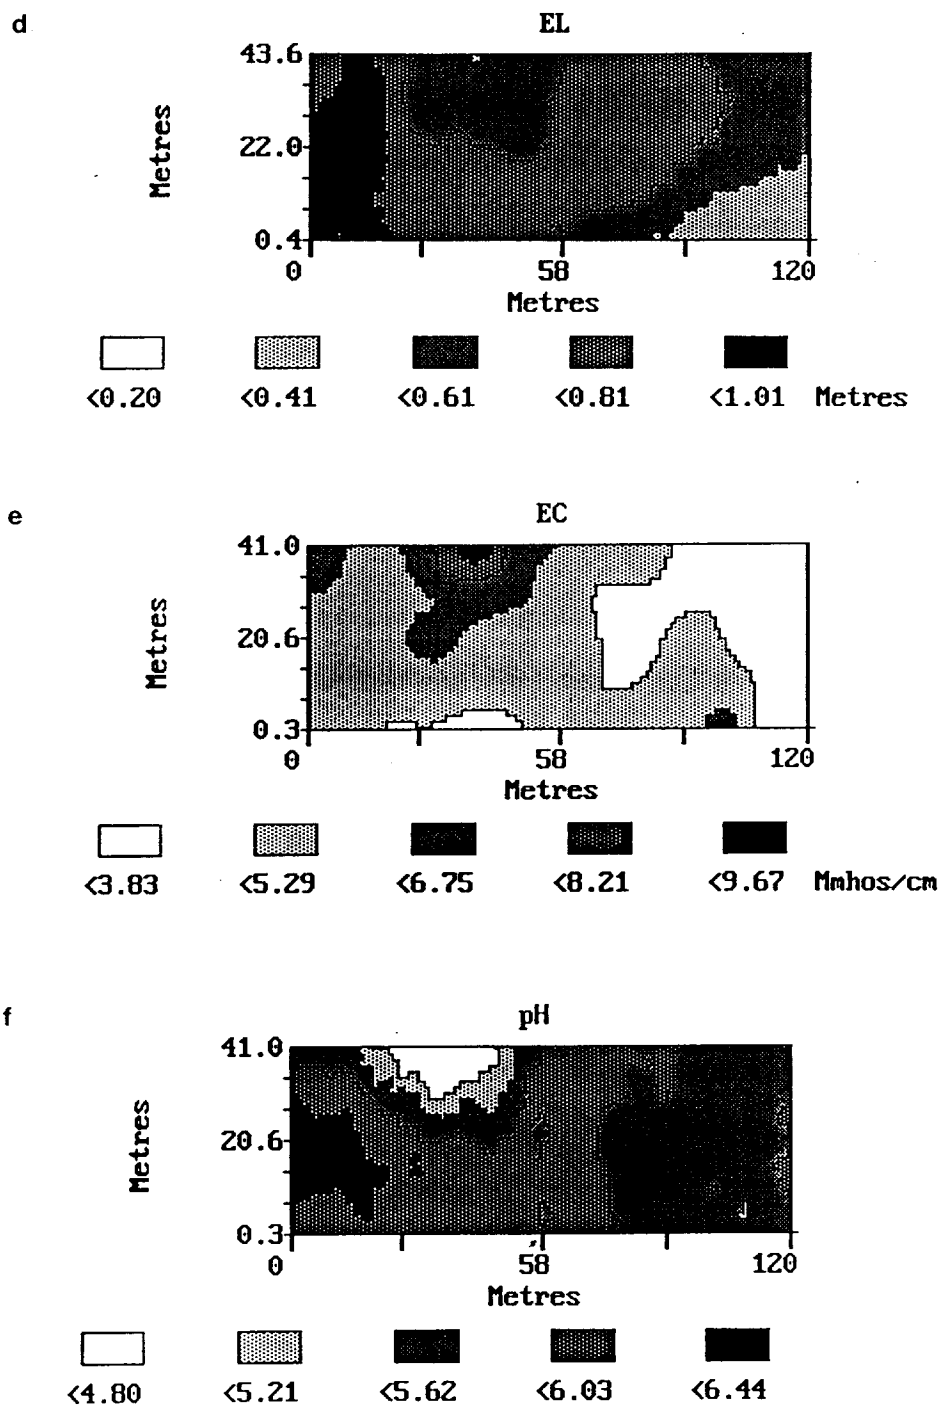 d
EL
43.6
22.0
0.4
Metres
0 58 120
Metres
<0.20 <0.41 <0.61 <0.81 <1.01 Metres
e
EC
41.0
20.6
0.3
Metres
0 58 120
Metres
<3.83 <5.29 <6.75 <8.21 <9.67 Mmhos/cm
f
pH
41.0
20.6
0.3
Metres
0 58 120
Metres
<4.80 <5.21 <5.62 <6.03 <6.44